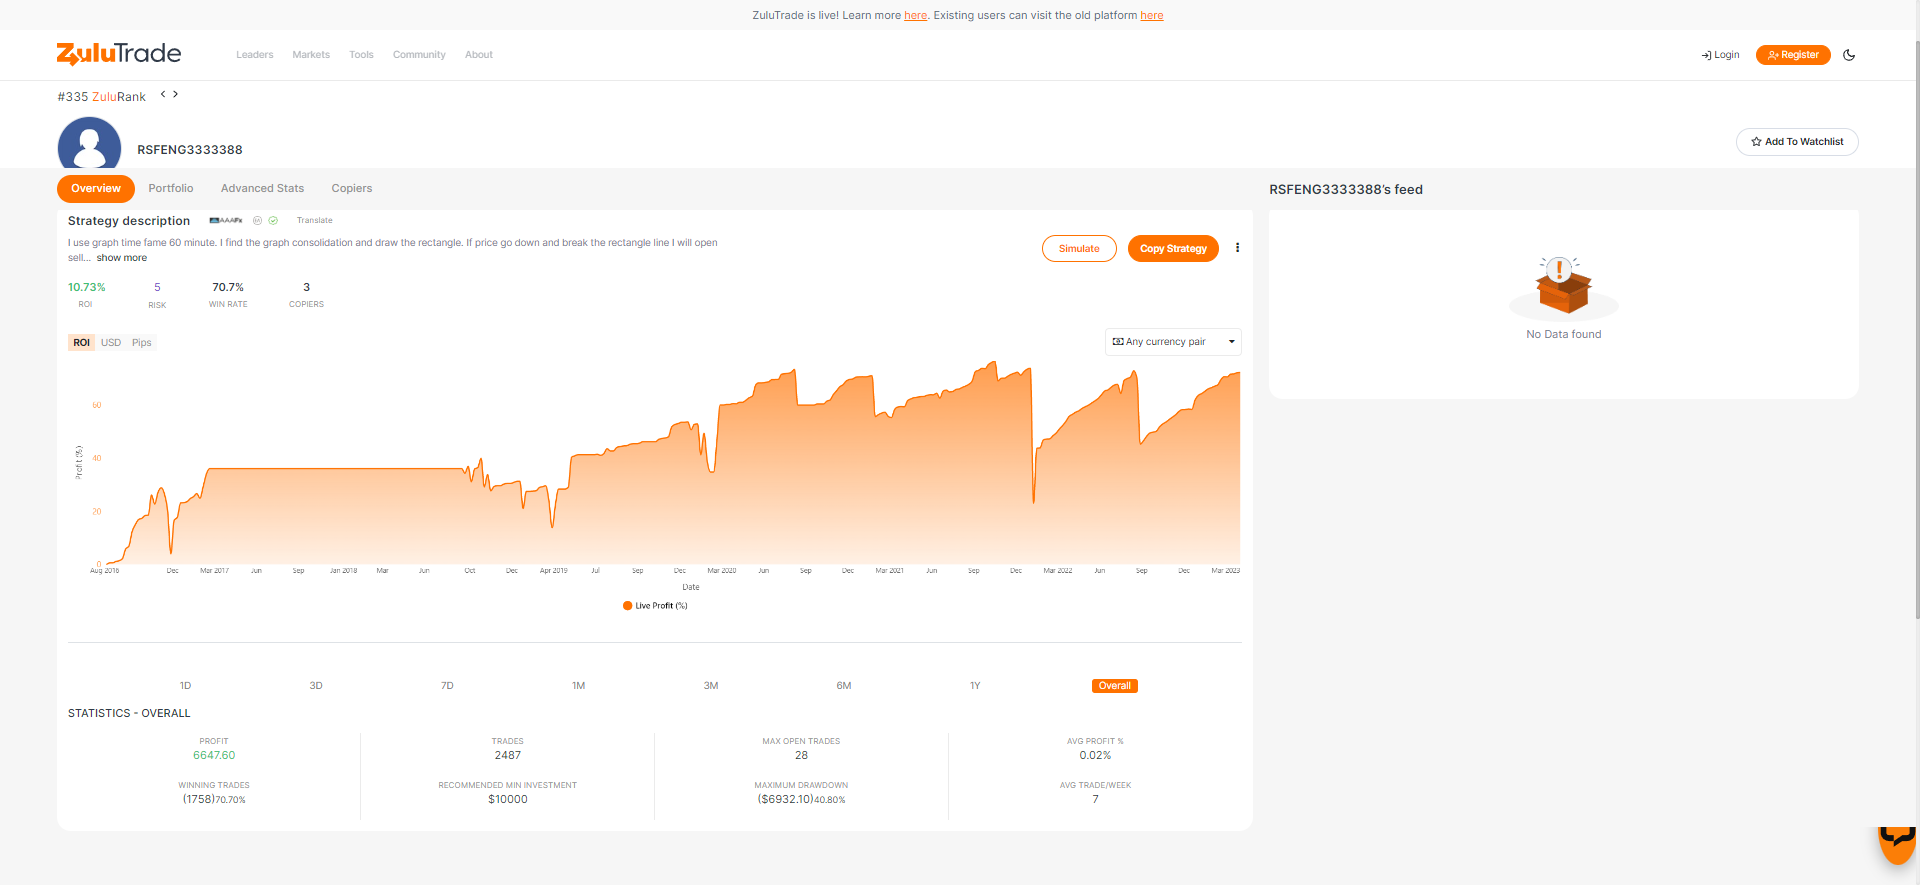 ZuluTrade is live! Learn more here. Existing users can visit the old platform here
ZuluTrade
Leaders Markets Tools Community About
Login
Register
#335 ZuluRank
RSFENG3333388
Add To Watchlist
Overview Portfolio Advanced Stats Copiers
RSFENG3333388's feed
Strategy description
AAAFx
Translate
I use graph time fame 60 minute. I find the graph consolidation and draw the rectangle. If price go down and break the rectangle line I will open
sell... show more
Simulate
Copy Strategy
10.73% 5 70.7% 3
ROI RISK WIN RATE COPIERS
No Data found
ROI USD Pips
Any currency pair
60
40
20
0
Profit (%)
Aug 2016 Dec Mar 2017 Jun Sep Jan 2018 Mar Jun Oct Dec Apr 2019 Jul Sep Dec Mar 2020 Jun Sep Dec Mar 2021 Jun Sep Dec Mar 2022 Jun Sep Dec Mar 2023
Date
Live Profit (%)
1D 3D 7D 1M 3M 6M 1Y Overall
STATISTICS - OVERALL
PROFIT TRADES MAX OPEN TRADES AVG PROFIT %
6647.60 2487 28 0.02%
WINNING TRADES RECOMMENDED MIN INVESTMENT MAXIMUM DRAWDOWN AVG TRADE/WEEK
(1758)70.70% $10000 ($6932.10)40.80% 7